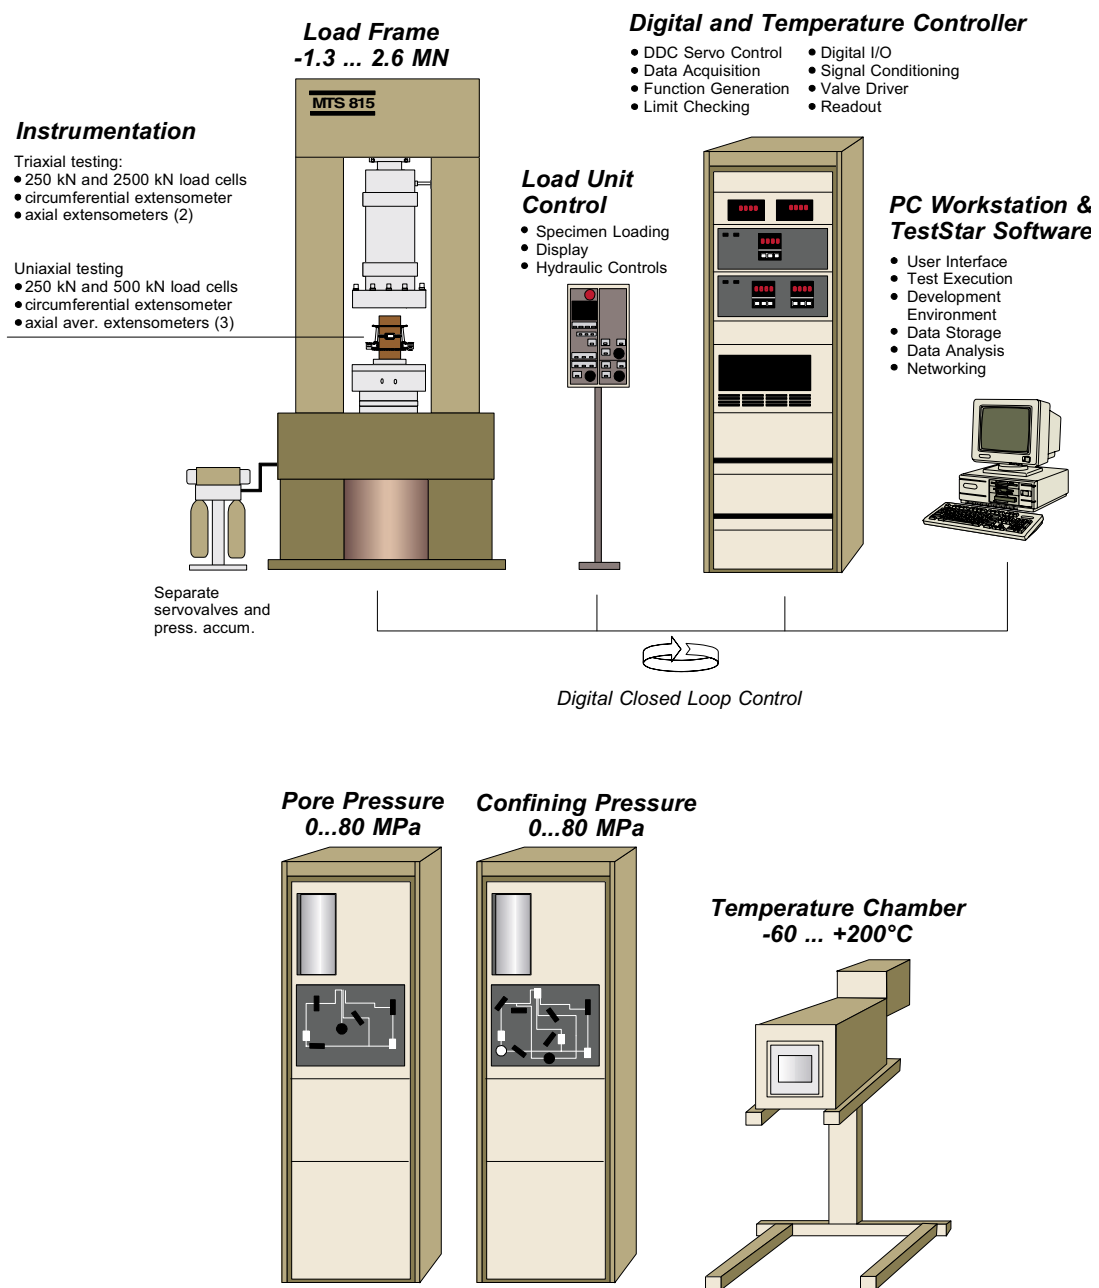 Load Frame
-1.3 ... 2.6 MN
MTS 815
Instrumentation
Triaxial testing:
• 250 kN and 2500 kN load cells
• circumferential extensometer
• axial extensometers (2)
Uniaxial testing
• 250 kN and 500 kN load cells
• circumferential extensometer
• axial aver. extensometers (3)
Separate
servovalves and
press. accum.
Load Unit
Control
• Specimen Loading
• Display
• Hydraulic Controls
Digital and Temperature Controller
• DDC Servo Control
• Data Acquisition
• Function Generation
• Limit Checking
• Digital I/O
• Signal Conditioning
• Valve Driver
• Readout
PC Workstation &
TestStar Software
• User Interface
• Test Execution
• Development
Environment
• Data Storage
• Data Analysis
• Networking
Digital Closed Loop Control
Pore Pressure
0...80 MPa
Confining Pressure
0...80 MPa
Temperature Chamber
-60 ... +200°C